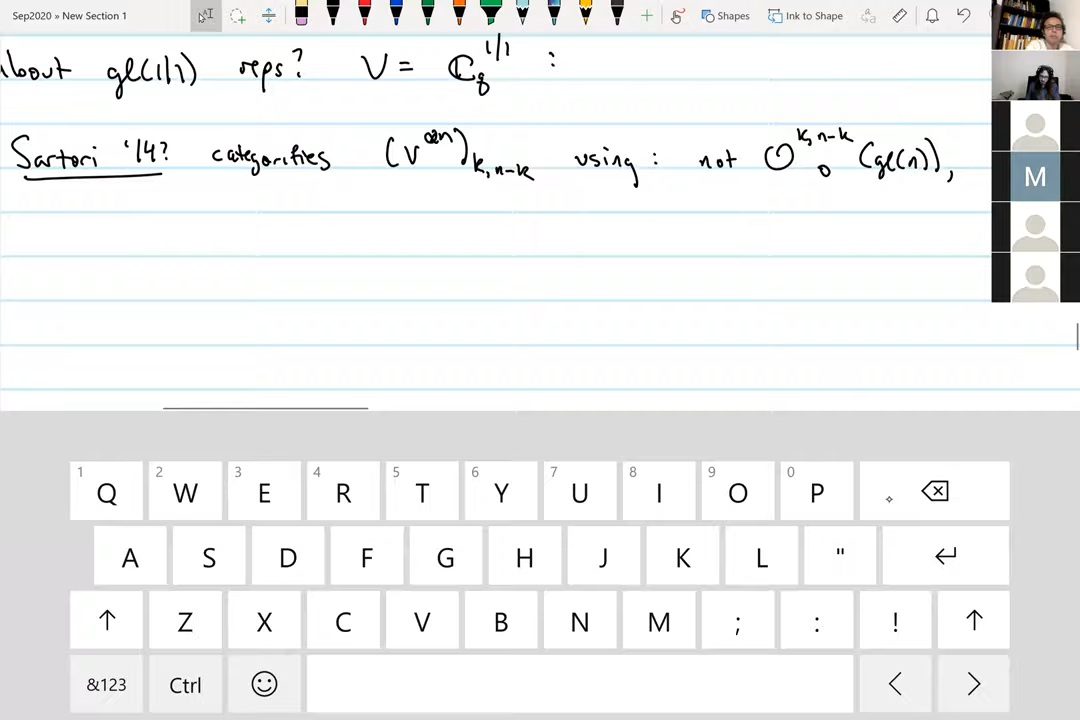 Sep2020 » New Section 1
Shapes
Ink to Shape
About gl(1|1) reps? V = ℂ_q^{1|1} :
Sartori '14? categorifies (V^{⊗n})_{k,n-k} using : not O_0^{k,n-k} (gl(n)),
M
1 2 3 4 5 6 7 8 9 0
Q W E R T Y U I O P
A S D F G H J K L "
Z X C V B N M ; : !
&123 Ctrl